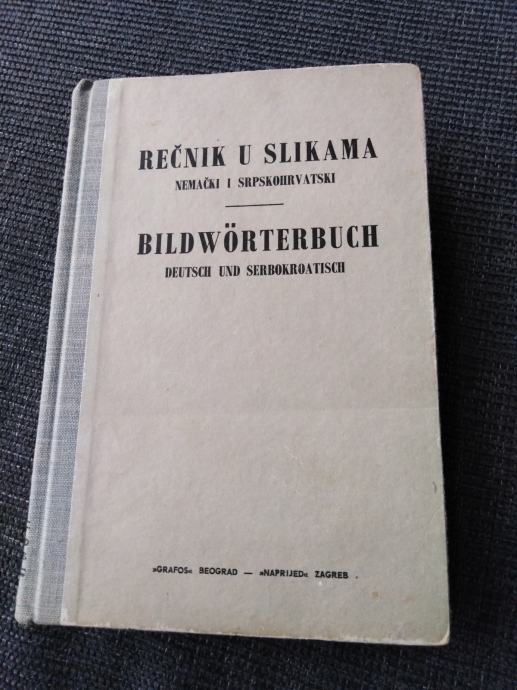 REČNIK U SLIKAMA
NEMAČKI I SRPSKOHRVATSKI
BILDWÖRTERBUCH
DEUTSCH UND SERBOKROATISCH
»GRAFOS« BEOGRAD — »NAPRIJED« ZAGREB